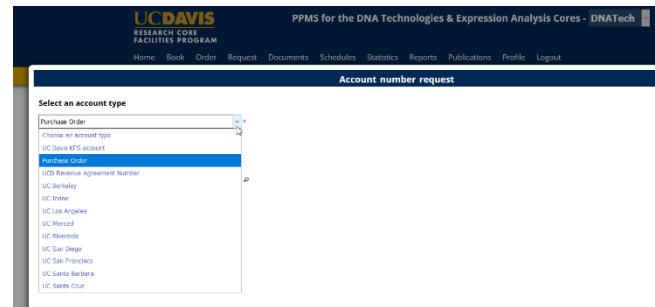 UCDAVIS
RESEARCH CORE
FACILITIES PROGRAM
PPMS for the DNA Technologies & Expression Analysis Cores - DNATech
Home Book Order Request Documents Schedules Statistics Reports Publications Profile Logout
Account number request
Select an account type
Purchase Order *
Choose an account type
UC Davis KFS account
Purchase Order
UCD Revenue Agreement Number
UC Berkeley
UC Irvine
UC Los Angeles
UC Merced
UC Riverside
UC San Diego
UC San Francisco
UC Santa Barbara
UC Santa Cruz